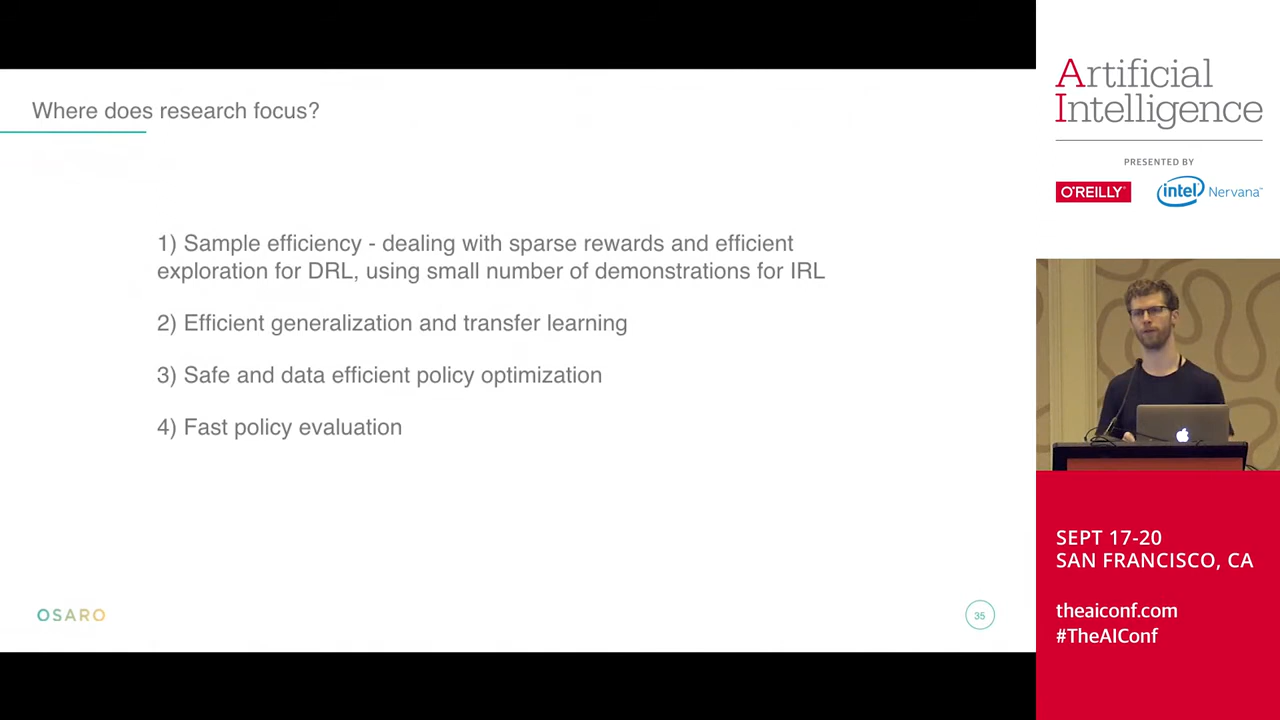 Where does research focus?
1) Sample efficiency - dealing with sparse rewards and efficient
exploration for DRL, using small number of demonstrations for IRL
2) Efficient generalization and transfer learning
3) Safe and data efficient policy optimization
4) Fast policy evaluation
OSARO
35
Artificial
Intelligence
PRESENTED BY
O'REILLY®
intel Nervana™
SEPT 17-20
SAN FRANCISCO, CA
theaiconf.com
#TheAIConf